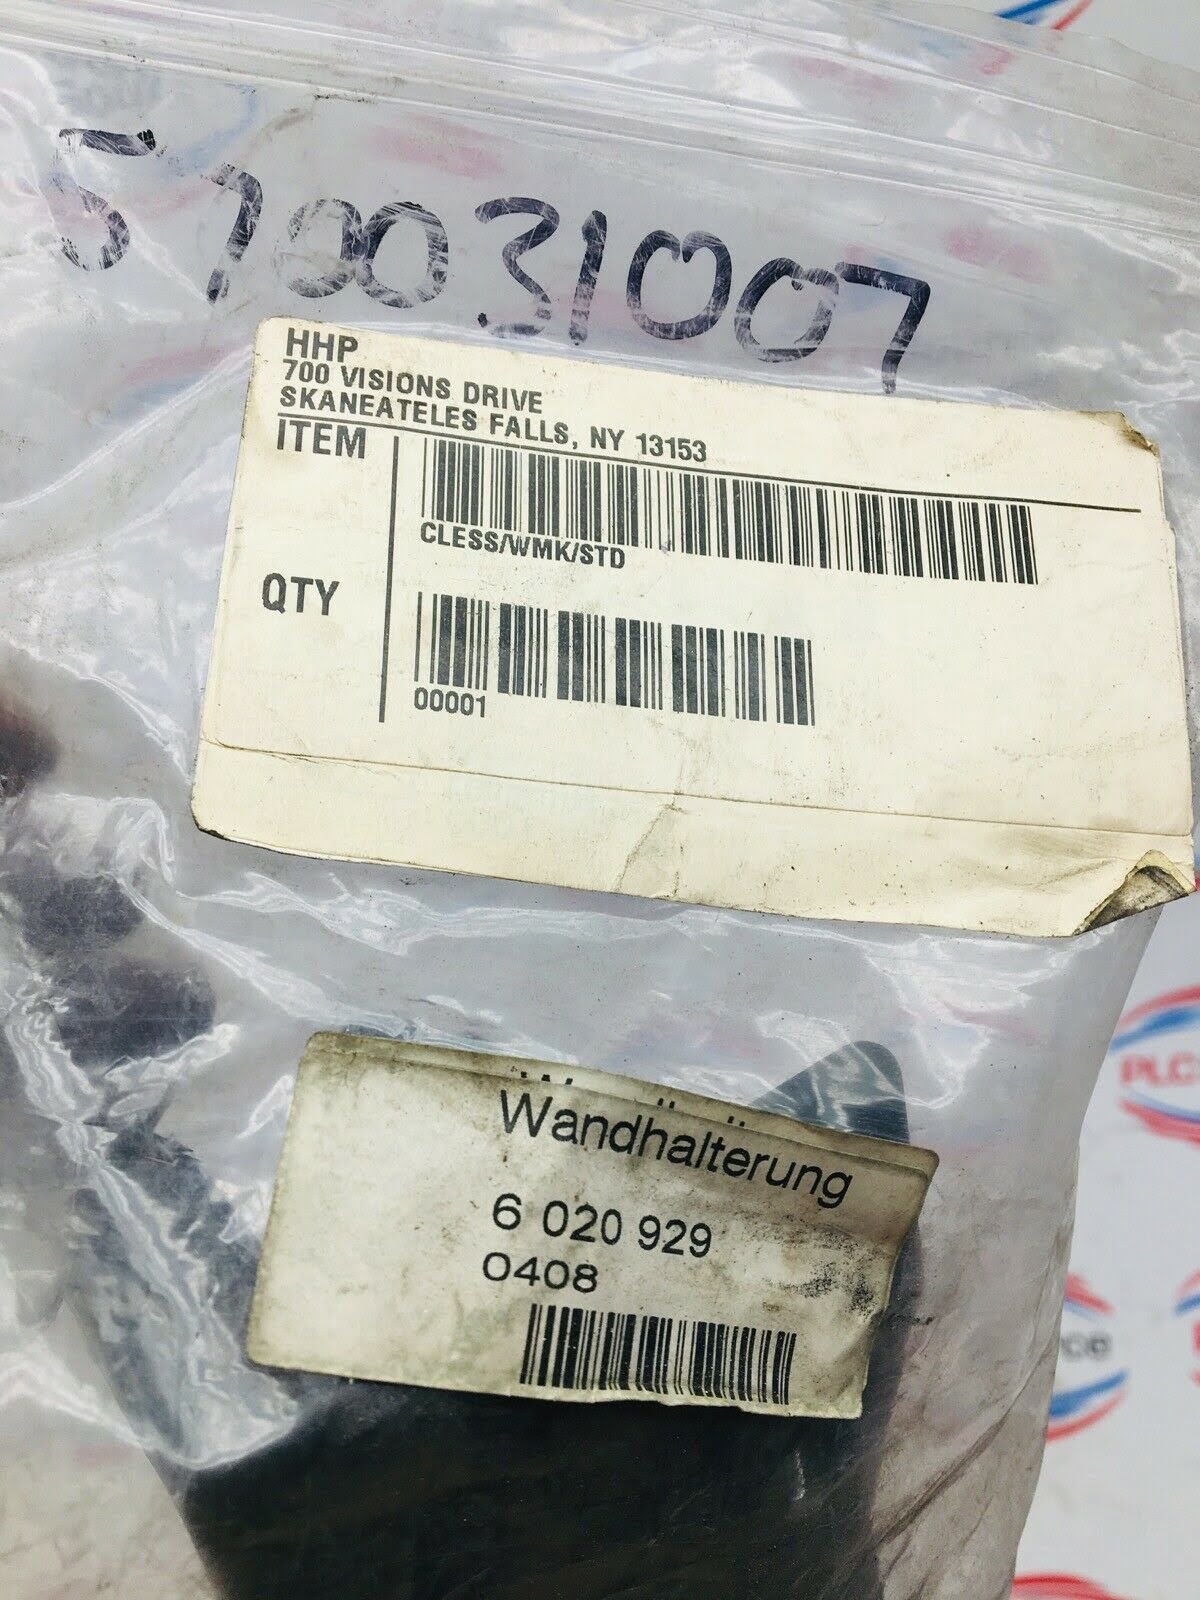 570031007
HHP
700 VISIONS DRIVE
SKANEATELES FALLS, NY 13153
ITEM
CLESS/WMK/STD
QTY
00001
Wandhalterung
6 020 929
0408
PLC